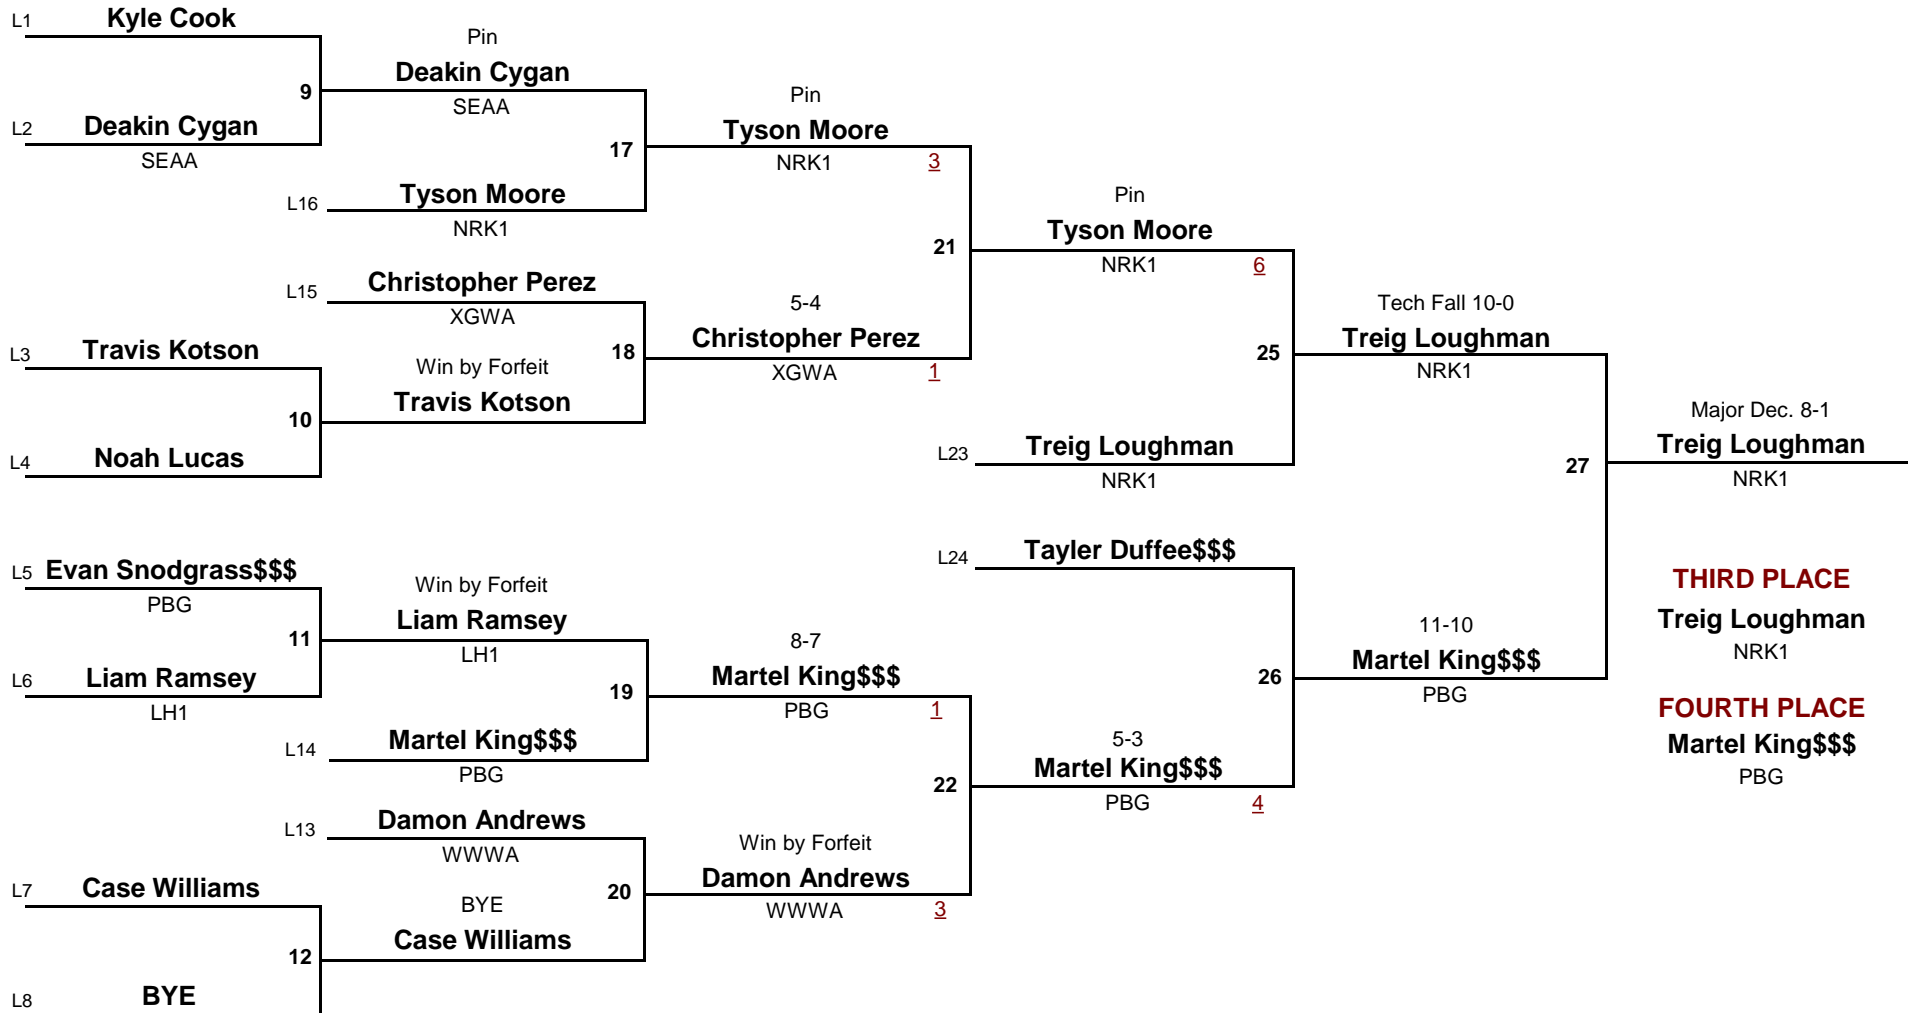 L1 Kyle Cook
Pin
Deakin Cygan
9
SEAA
Pin
L2 Deakin Cygan
SEAA
Tyson Moore
17
NRK1 3
L16 Tyson Moore
NRK1
Pin
Tyson Moore
21
NRK1 6
L15 Christopher Perez
XGWA
5-4
Christopher Perez
18
XGWA 1
L3 Travis Kotson
Win by Forfeit
Travis Kotson
10
L4 Noah Lucas
Tech Fall 10-0
Treig Loughman
25
NRK1
L23 Treig Loughman
NRK1
Major Dec. 8-1
Treig Loughman
27
NRK1
L5 Evan Snodgrass$$$
PBG
Win by Forfeit
Liam Ramsey
11
LH1
L6 Liam Ramsey
LH1
8-7
Martel King$$$
19
PBG 1
L14 Martel King$$$
PBG
L24 Tayler Duffee$$$
11-10
Martel King$$$
26
PBG
5-3
Martel King$$$
22
PBG 4
L13 Damon Andrews
WWWA
Win by Forfeit
Damon Andrews
20
WWWA 3
L7 Case Williams
BYE
Case Williams
12
L8 BYE
THIRD PLACE
Treig Loughman
NRK1
FOURTH PLACE
Martel King$$$
PBG